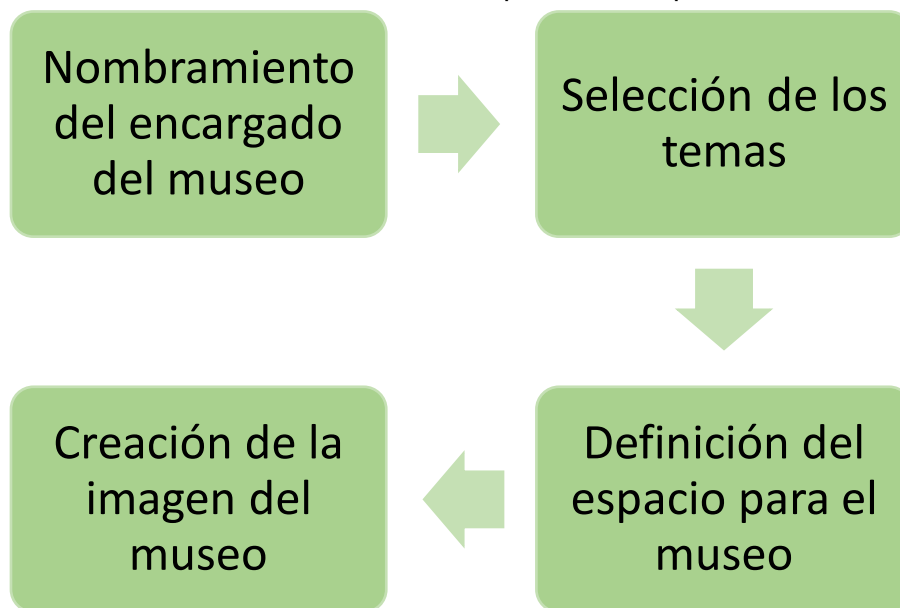 Nombramiento
del encargado
del museo
Selección de los
temas
Definición del
espacio para el
museo
Creación de la
imagen del
museo